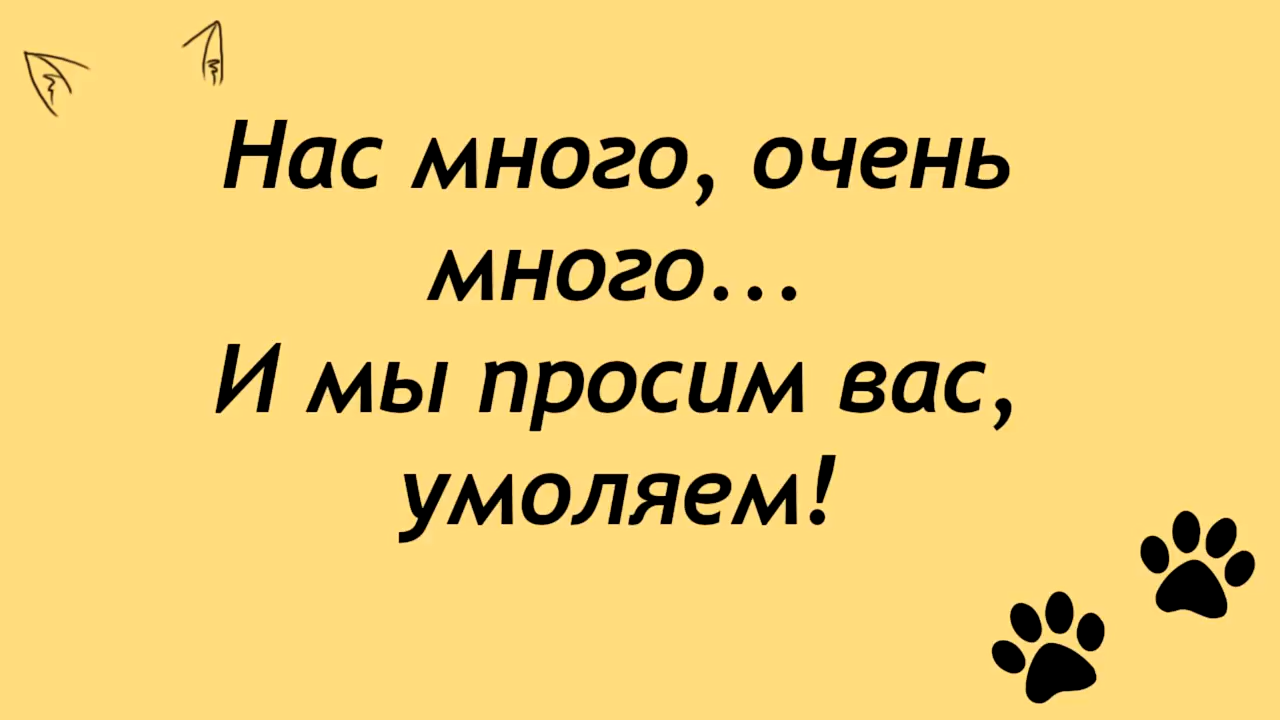 Нас много, очень
много...
И мы просим вас,
умоляем!